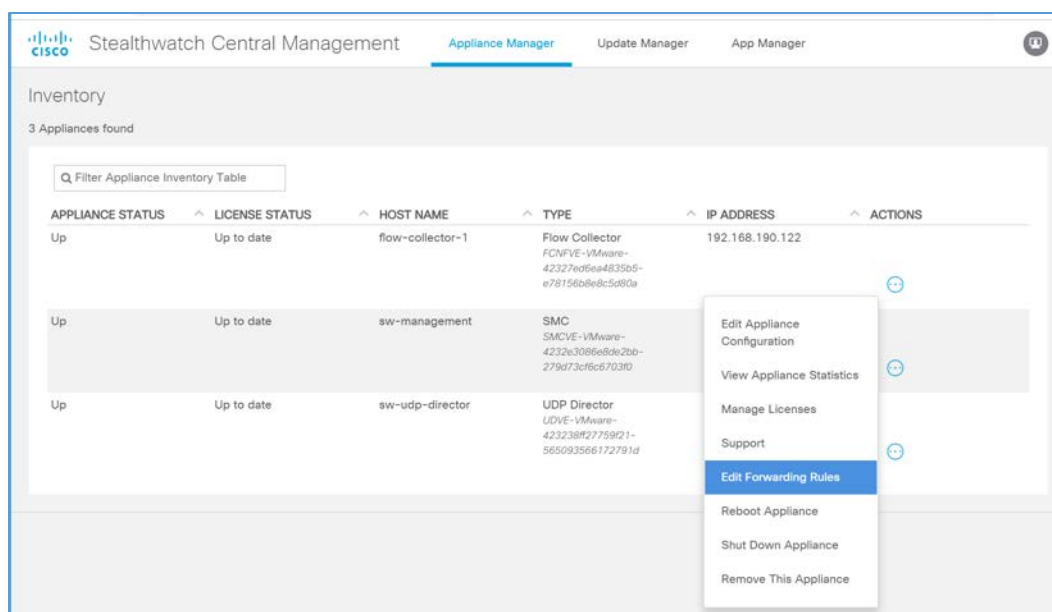 CISCO
Stealthwatch Central Management
Appliance Manager
Update Manager
App Manager
Inventory
3 Appliances found
Filter Appliance Inventory Table
APPLIANCE STATUS LICENSE STATUS HOST NAME TYPE IP ADDRESS ACTIONS
Up Up to date flow-collector-1 Flow Collector 192.168.190.122
FCNFVE-VMware-
42327ed6ea4835b5-
e78156b8e8c5d80a
Up Up to date sw-management SMC
SMCVE-VMware-
4232e3086e8de2bb-
279d73cf6c6703f0
Up Up to date sw-udp-director UDP Director
UDVE-VMware-
423238ff27759f21-
565093566172791d
Edit Appliance
Configuration
View Appliance Statistics
Manage Licenses
Support
Edit Forwarding Rules
Reboot Appliance
Shut Down Appliance
Remove This Appliance